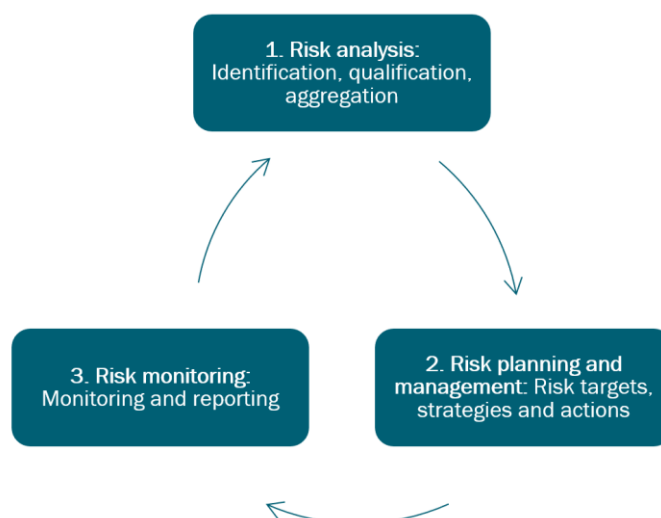 1. Risk analysis:
Identification, qualification,
aggregation
2. Risk planning and
management: Risk targets,
strategies and actions
3. Risk monitoring:
Monitoring and reporting